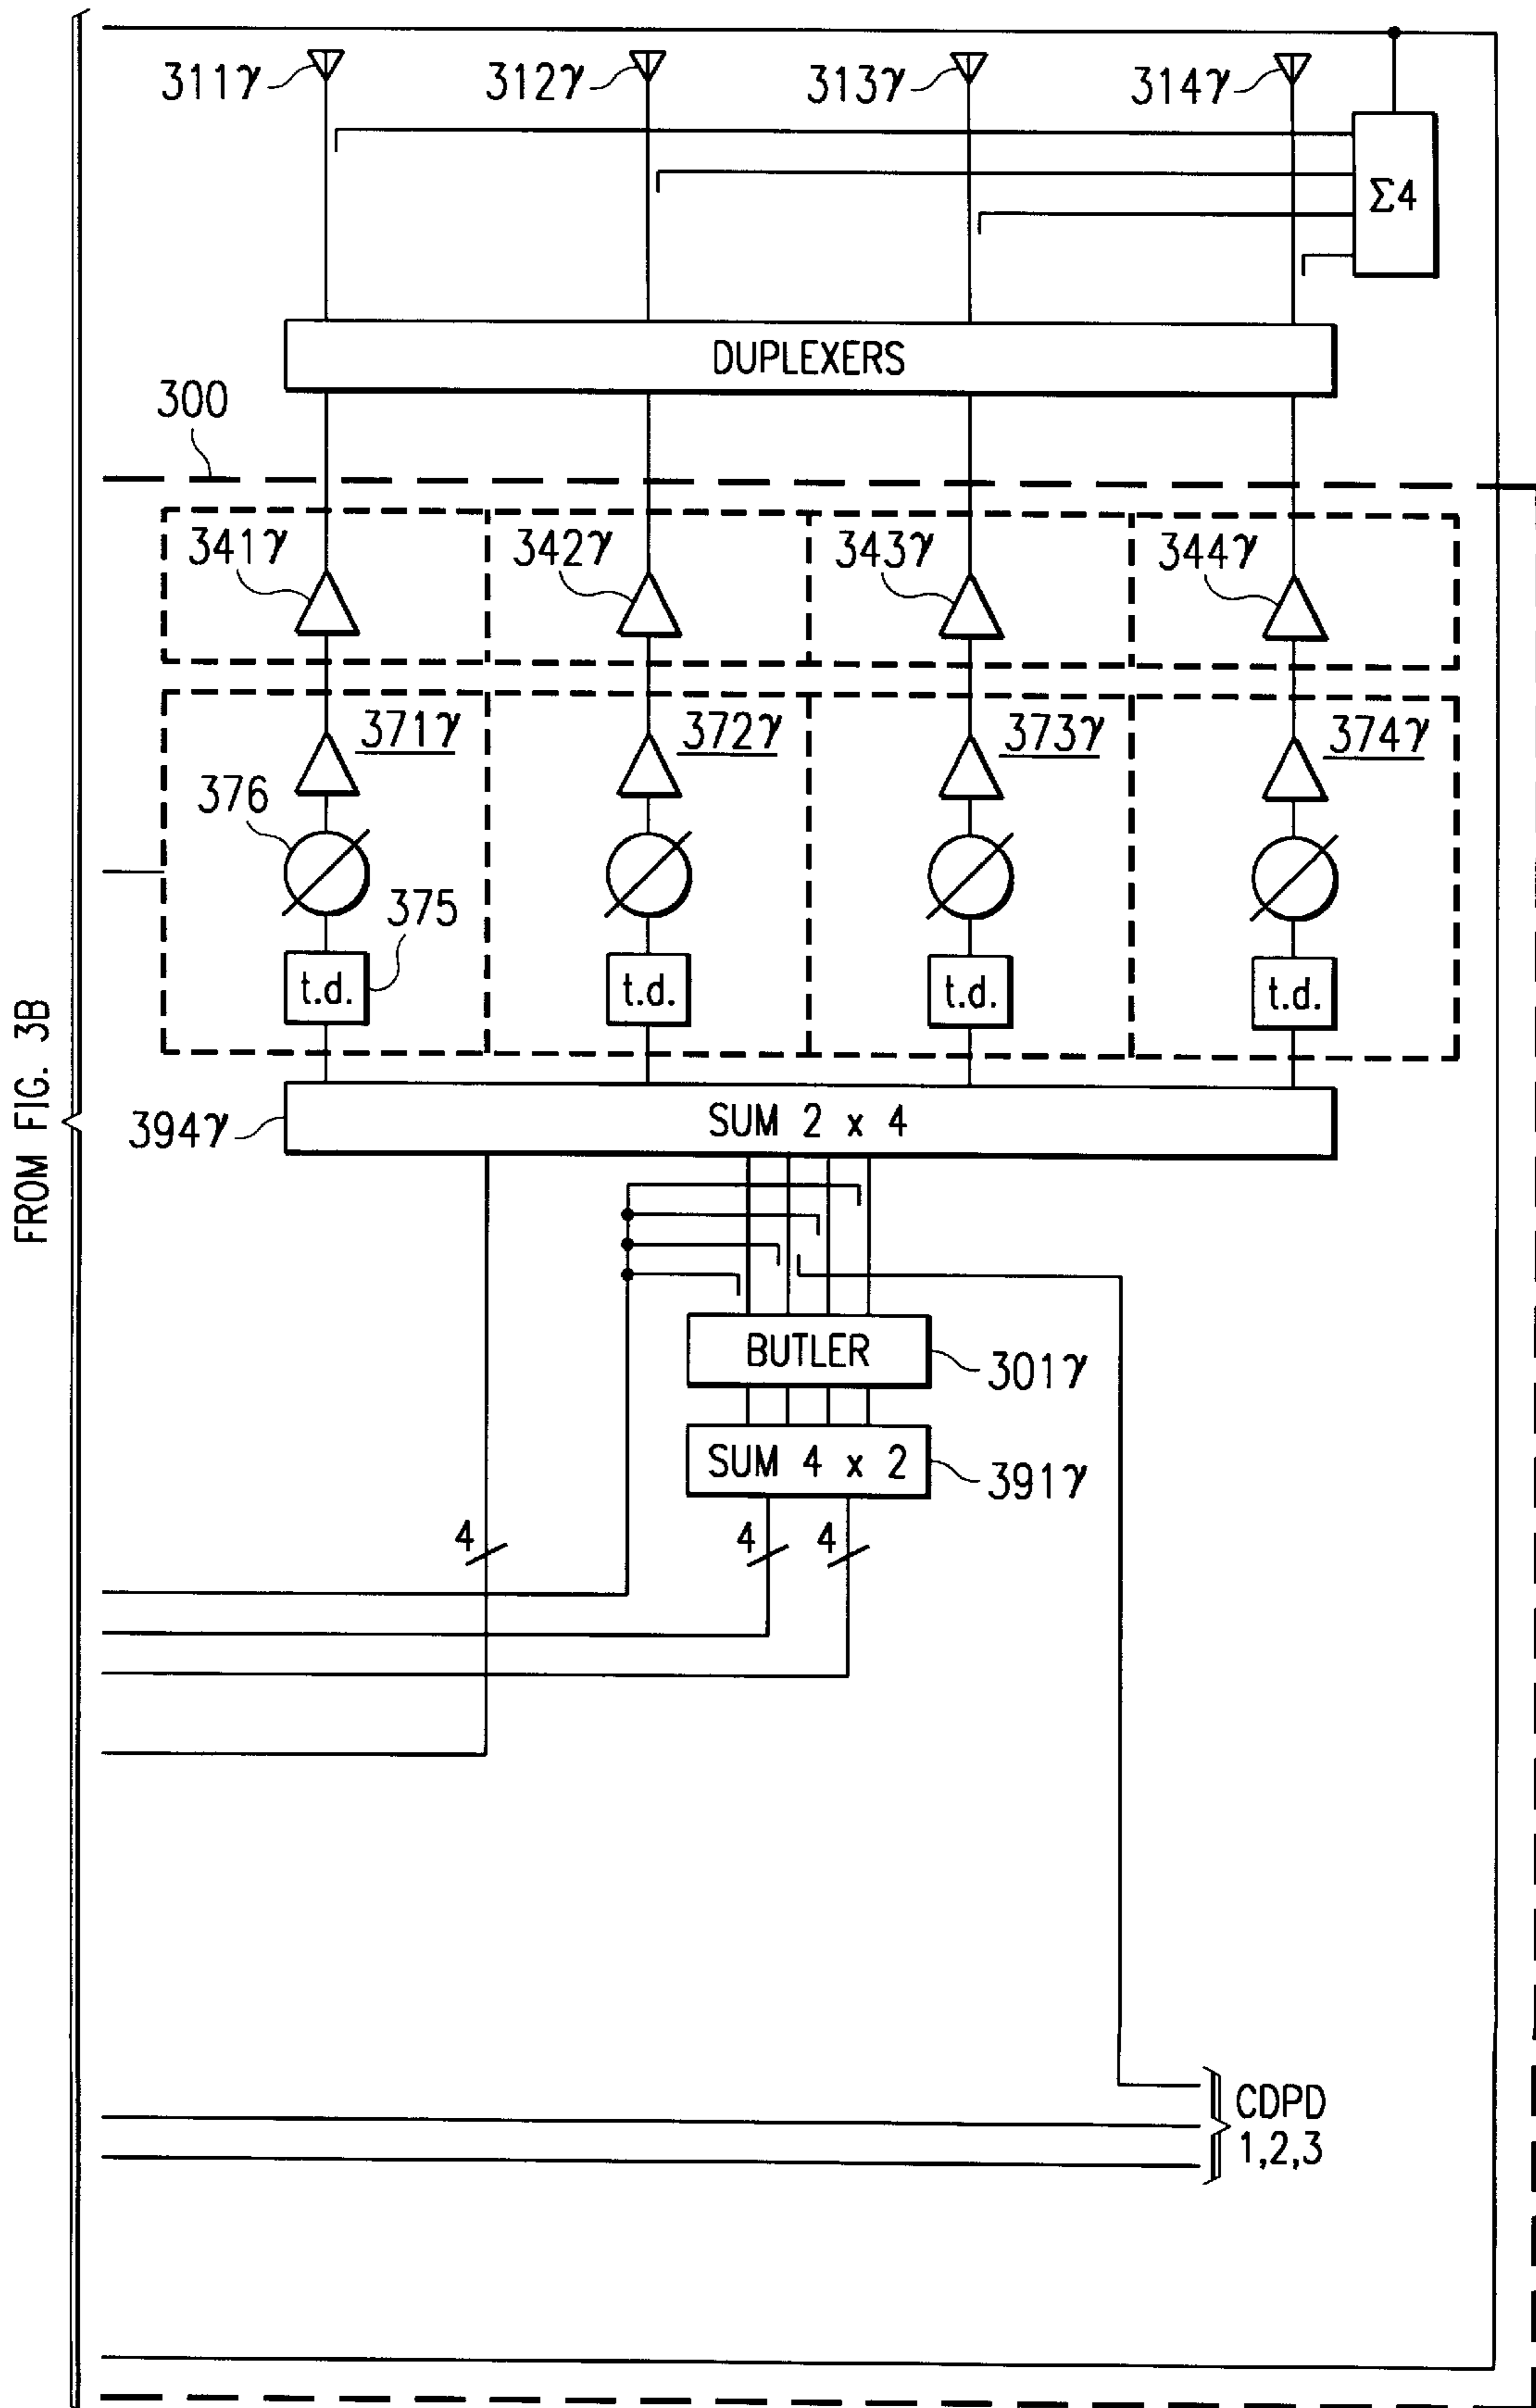 311γ 312γ 313γ 314γ
Σ4
DUPLEXERS
300
341γ 342γ 343γ 344γ
371γ 372γ 373γ 374γ
376
375
t.d. t.d. t.d. t.d.
FROM FIG. 3B
394γ
SUM 2 x 4
BUTLER
301γ
SUM 4 x 2
391γ
4 4 4
CDPD
1,2,3